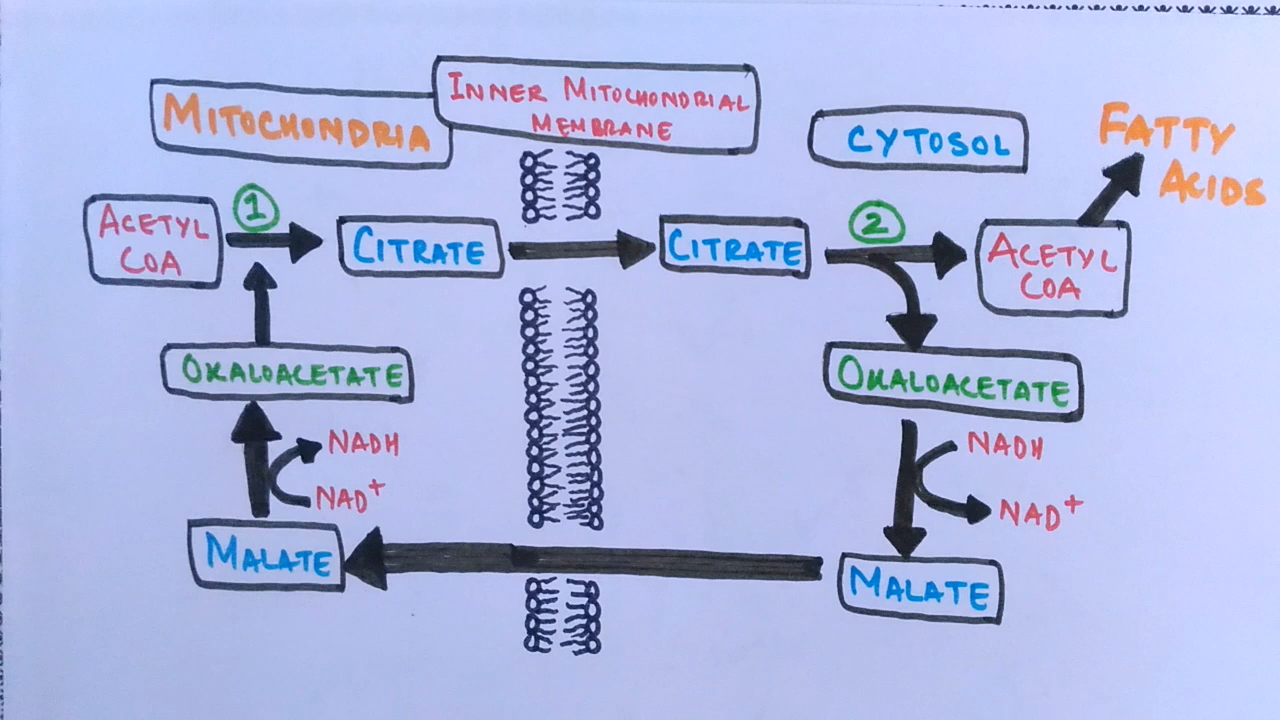 MITOCHONDRIA
INNER MITOCHONDRIAL
MEMBRANE
CYTOSOL
FATTY
ACIDS
ACETYL
COA
1
CITRATE
CITRATE
2
ACETYL
COA
OXALOACETATE
OXALOACETATE
NADH
NAD+
NADH
NAD+
MALATE
MALATE